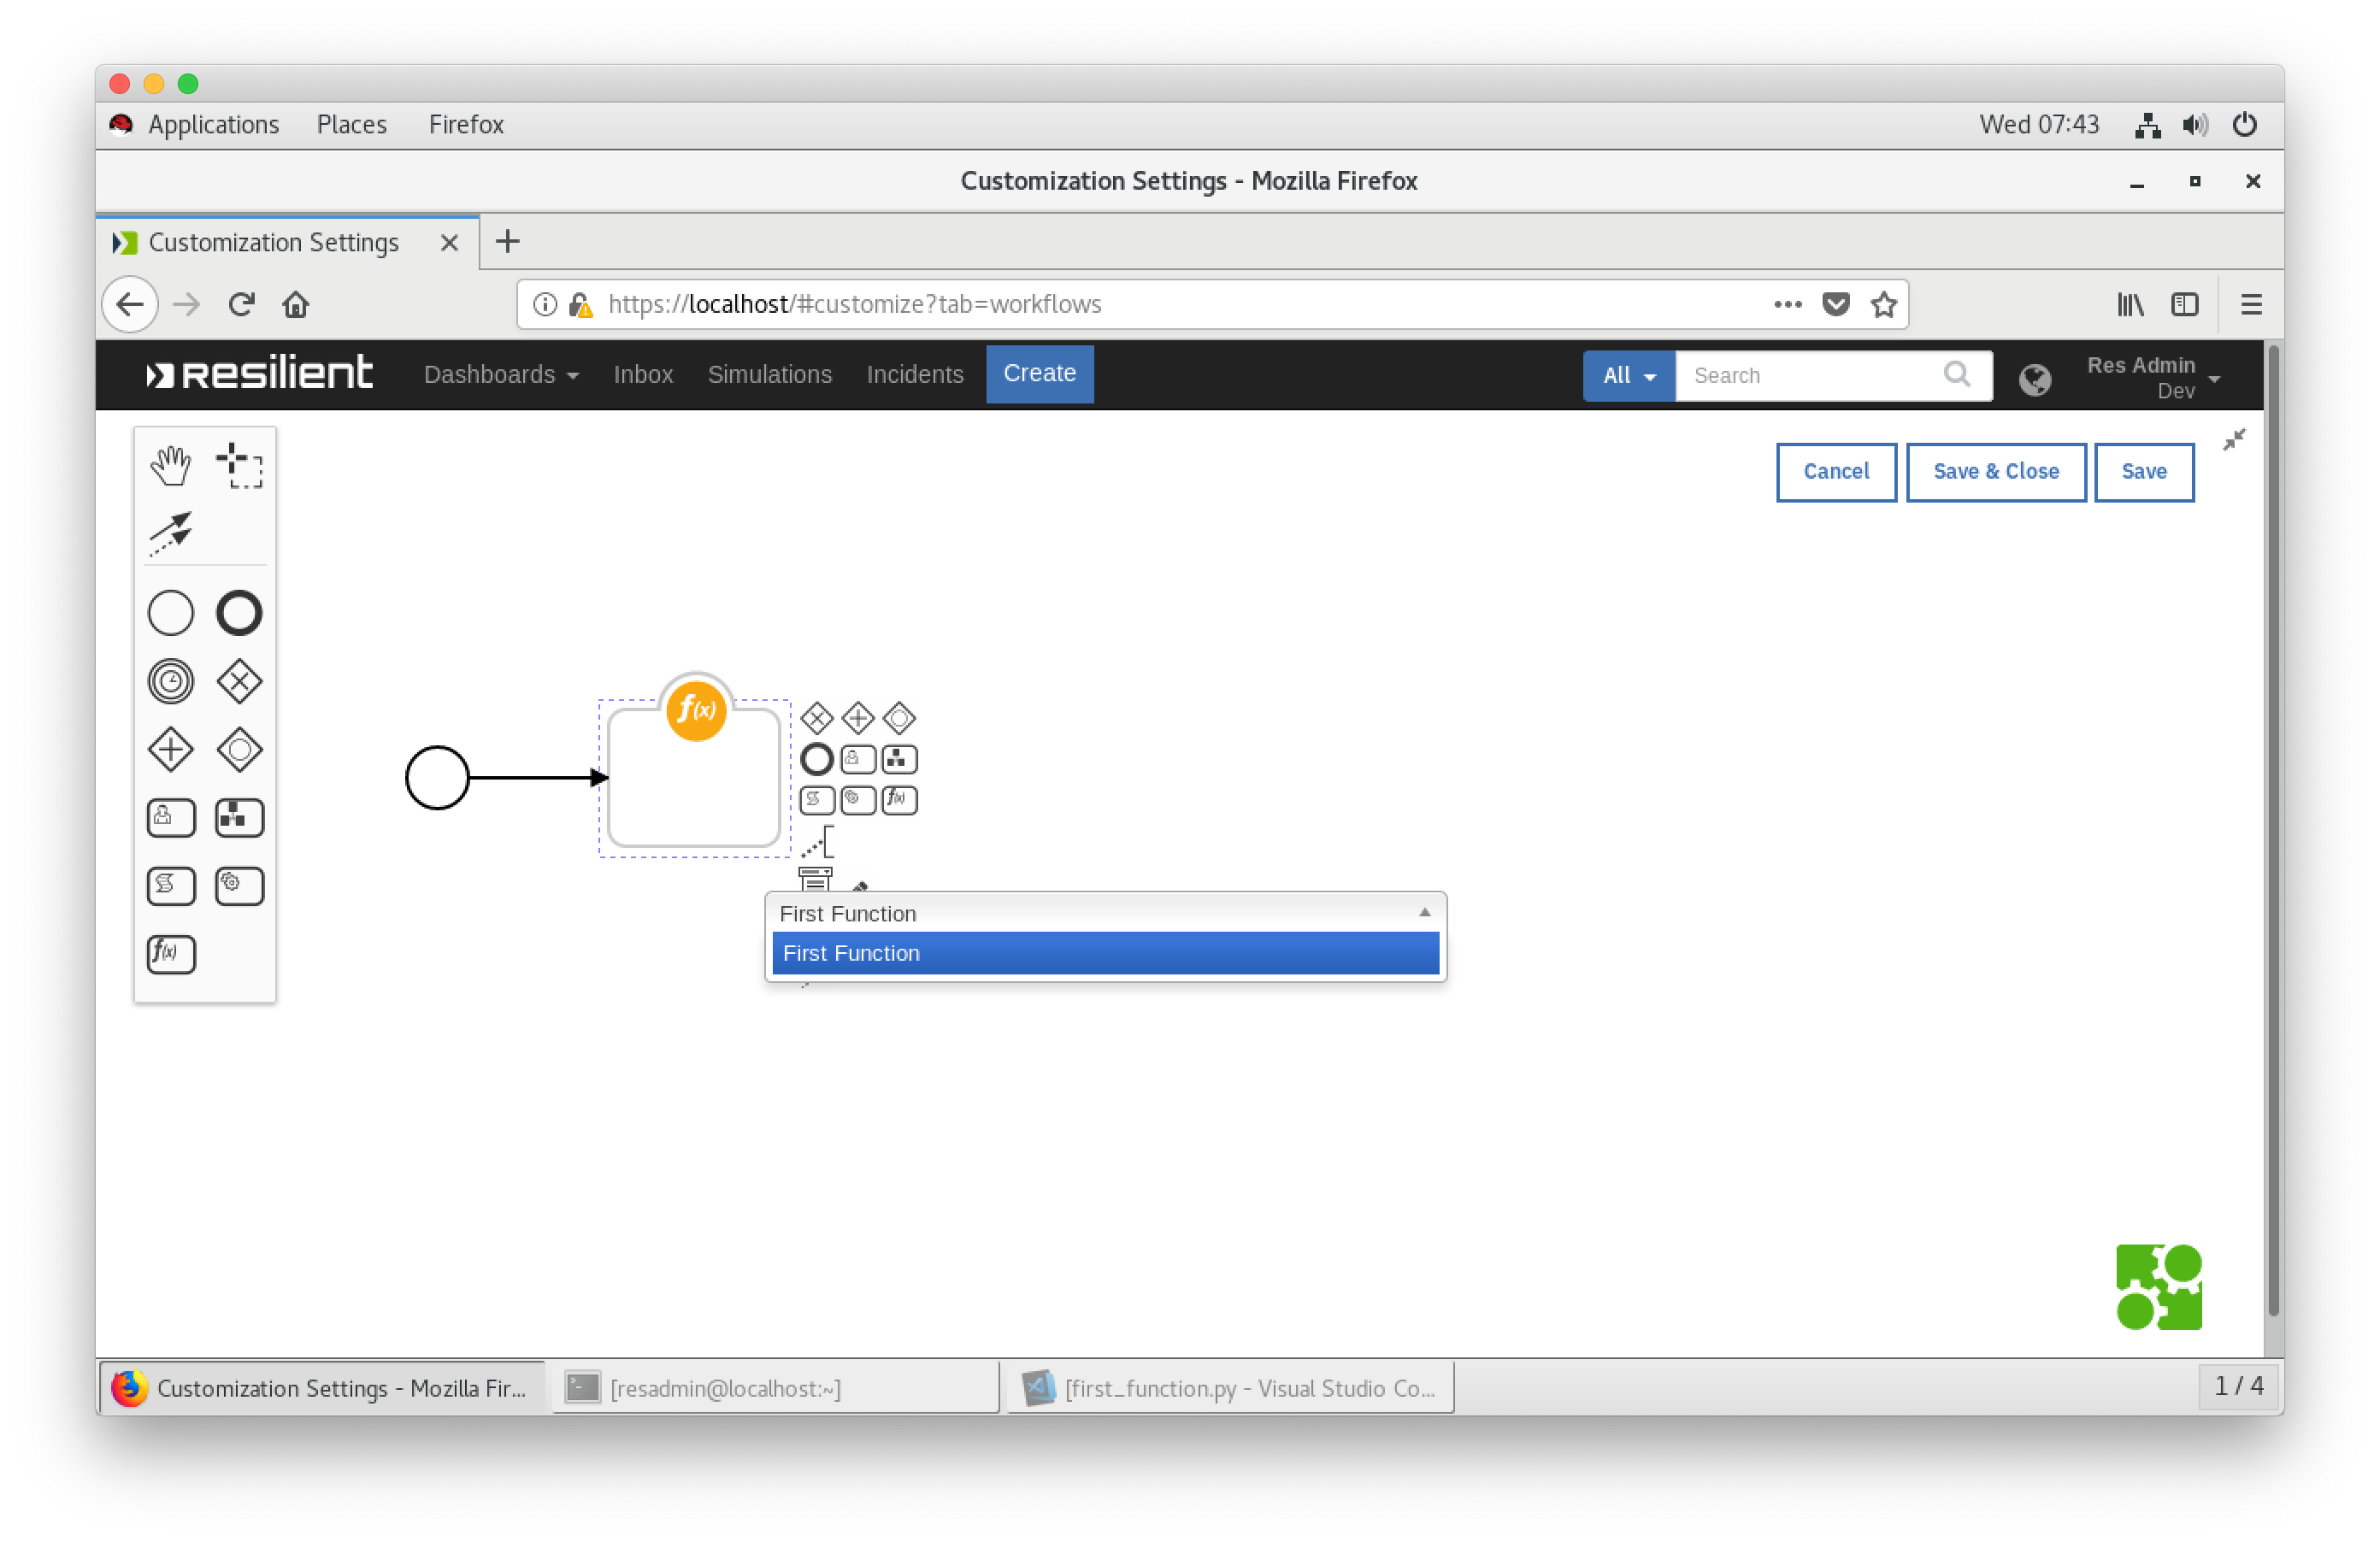 Applications Places Firefox Wed 07:43
Customization Settings - Mozilla Firefox
Customization Settings
https://localhost/#customize?tab=workflows
resilient Dashboards Inbox Simulations Incidents Create All Search Res Admin
Dev
Cancel Save & Close Save
f(x)
f(x)
f(x)
First Function
First Function
Customization Settings - Mozilla Fir... [resadmin@localhost:~] [first_function.py - Visual Studio Co... 1 / 4